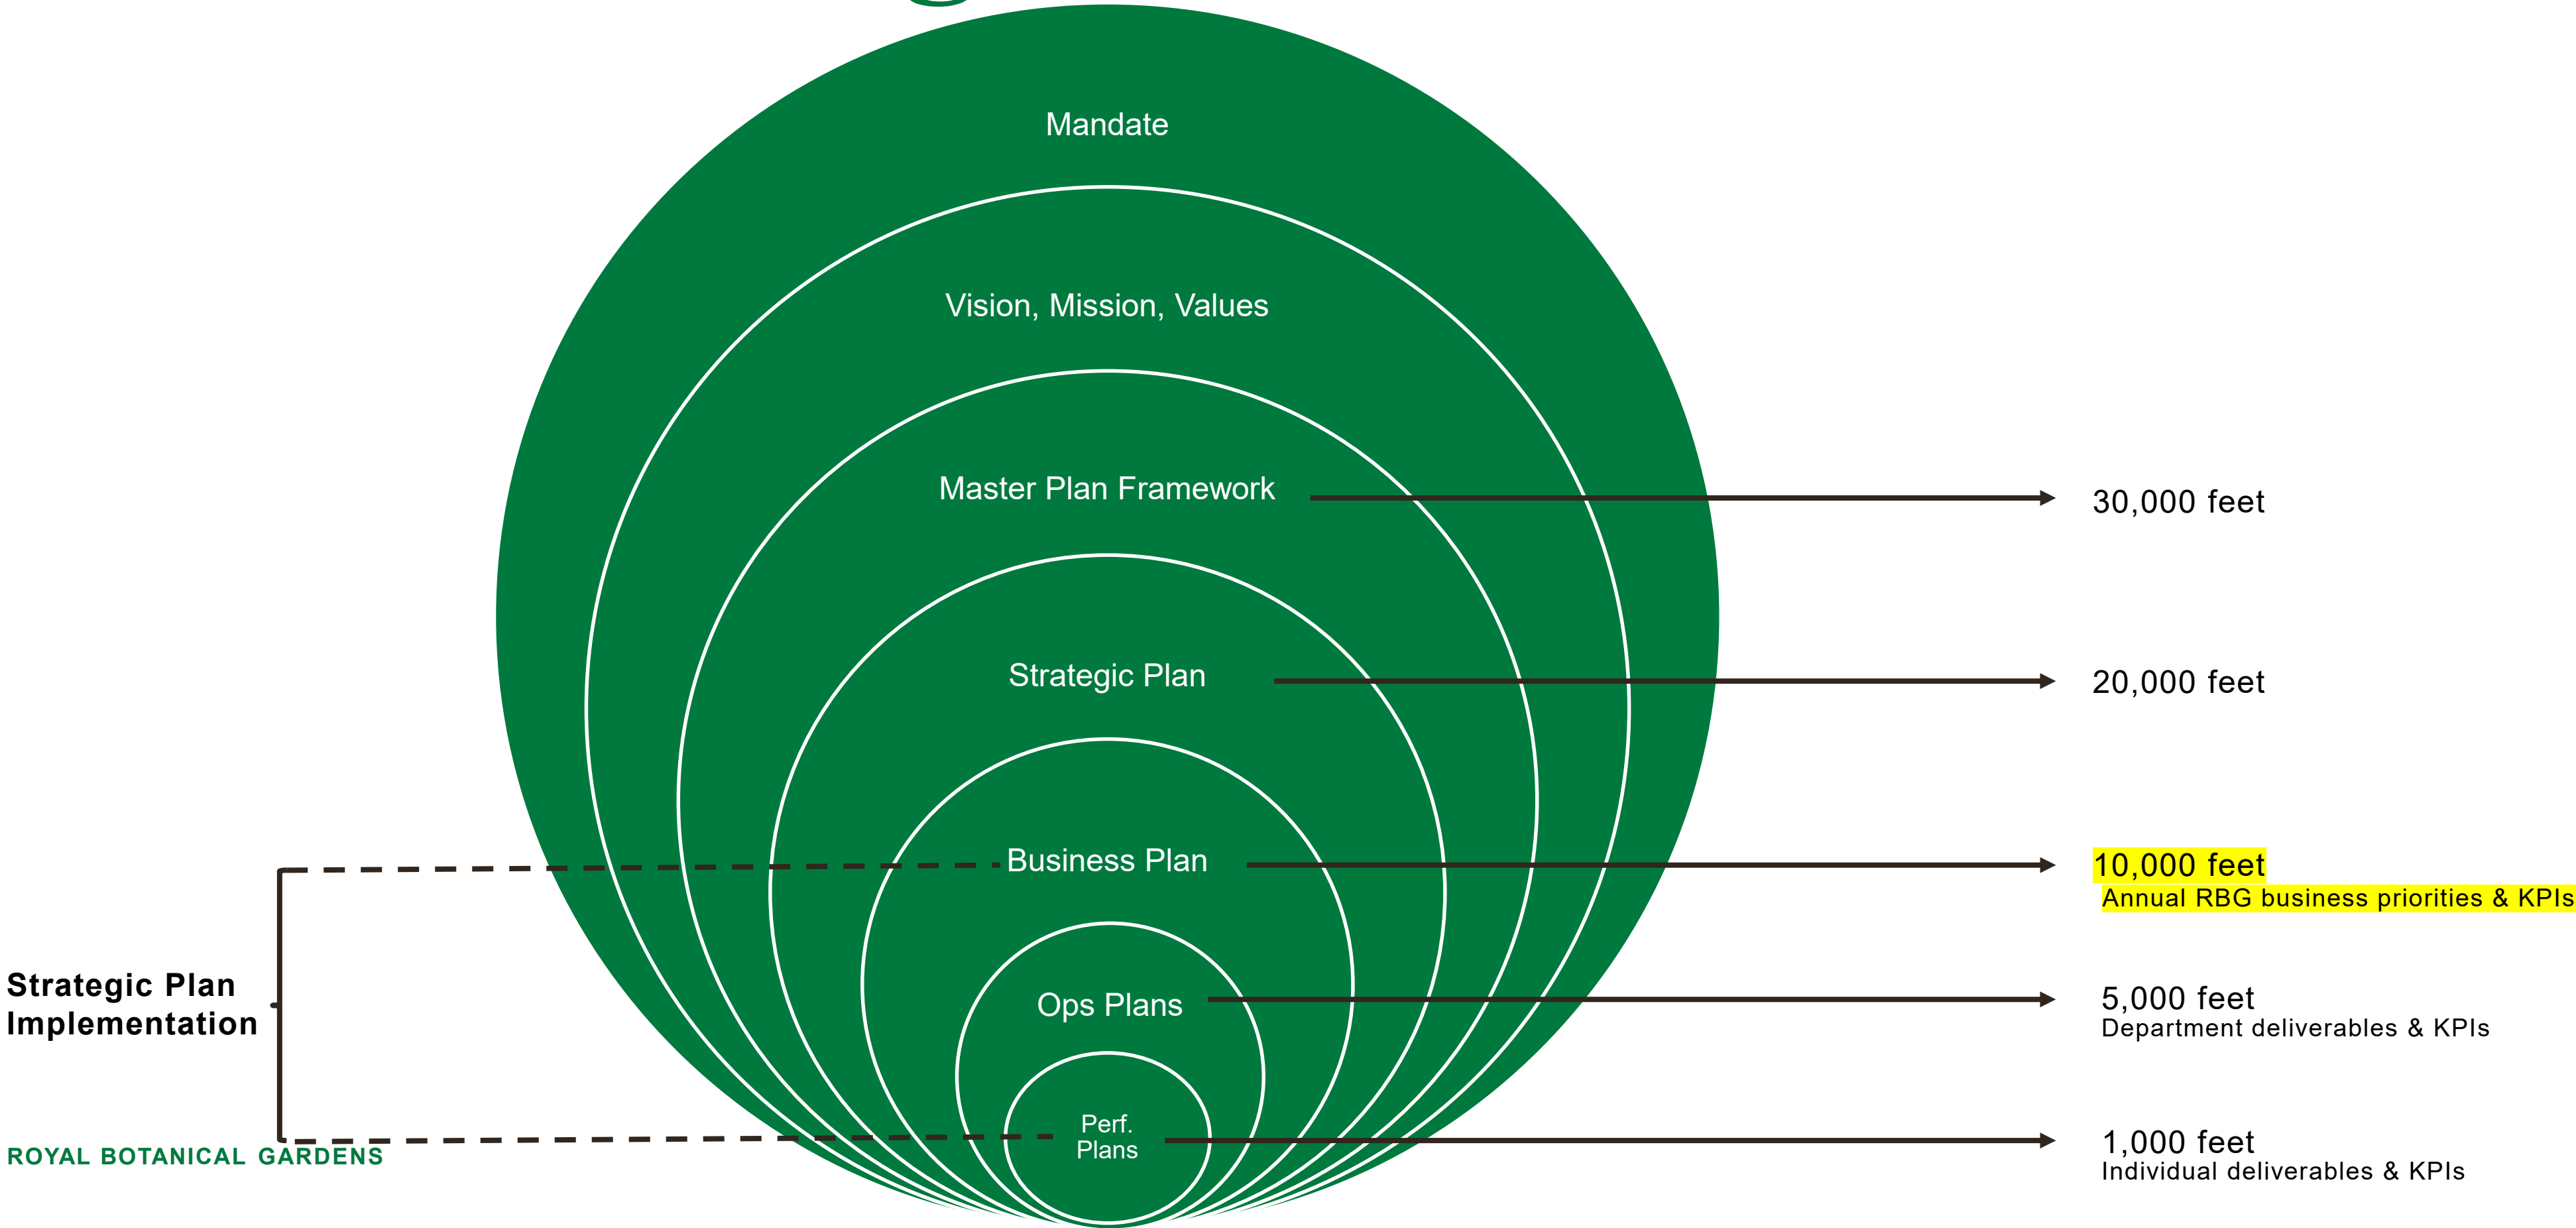 Mandate
Vision, Mission, Values
Master Plan Framework
30,000 feet
Strategic Plan
20,000 feet
Business Plan
10,000 feet
Annual RBG business priorities & KPIs
Strategic Plan
Implementation
Ops Plans
5,000 feet
Department deliverables & KPIs
Perf.
Plans
1,000 feet
Individual deliverables & KPIs
ROYAL BOTANICAL GARDENS